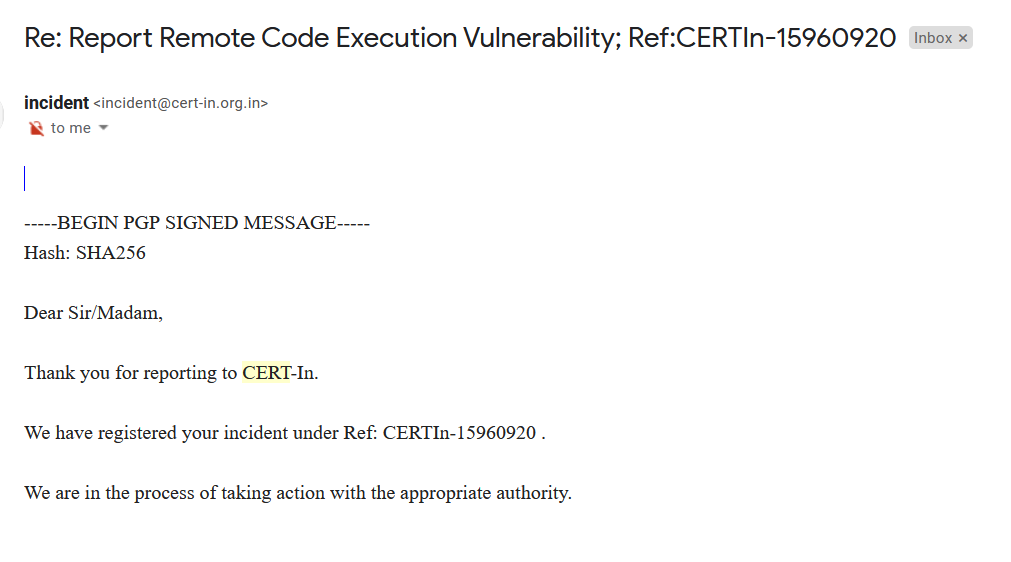 Re: Report Remote Code Execution Vulnerability; Ref:CERTIn-15960920 Inbox ×
incident <incident@cert-in.org.in>
to me
-----BEGIN PGP SIGNED MESSAGE-----
Hash: SHA256
Dear Sir/Madam,
Thank you for reporting to CERT-In.
We have registered your incident under Ref: CERTIn-15960920 .
We are in the process of taking action with the appropriate authority.